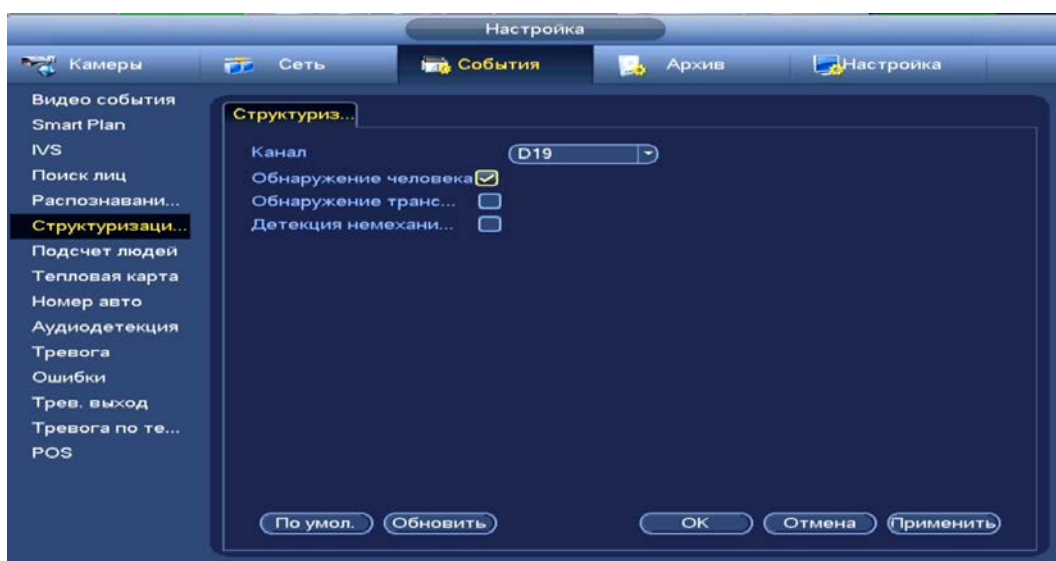 Настройка
Камеры Сеть События Архив Настройка
Видео события
Smart Plan
IVS
Поиск лиц
Распознавани...
Структуризаци...
Подсчет людей
Тепловая карта
Номер авто
Аудиодетекция
Тревога
Ошибки
Трев. выход
Тревога по те...
POS
Структуриз...
Канал D19
Обнаружение человека
Обнаружение транс...
Детекция немехани...
По умол. Обновить ОК Отмена Применить